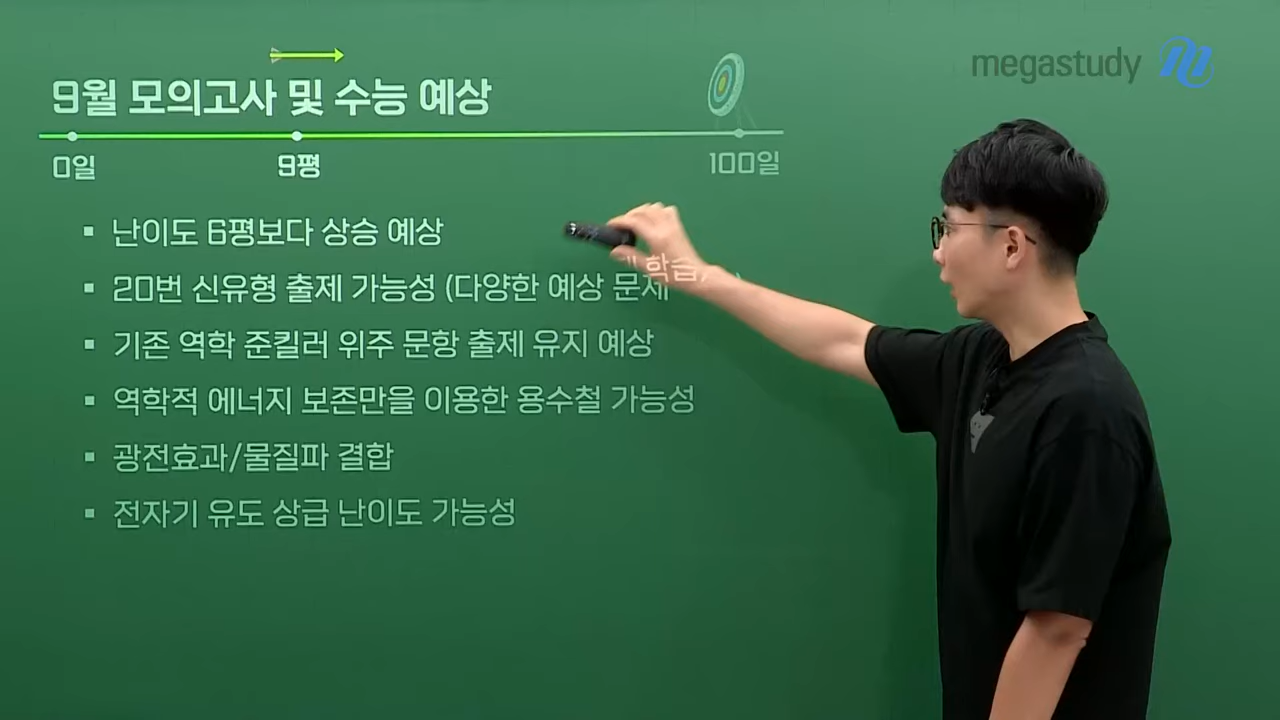 megastudy
9월 모의고사 및 수능 예상
0일
9평
100일
난이도 6평보다 상승 예상
20번 신유형 출제 가능성 (다양한 예상 문제 학습
기존 역학 준킬러 위주 문항 출제 유지 예상
역학적 에너지 보존만을 이용한 용수철 가능성
광전효과/물질파 결합
전자기 유도 상급 난이도 가능성